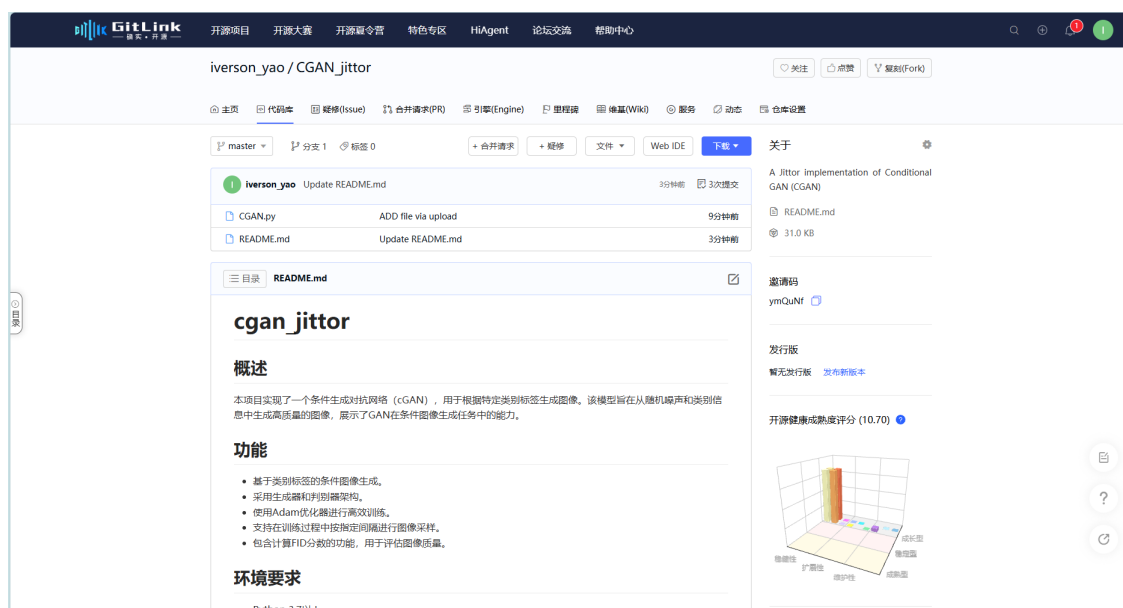 GitLink
确实·开源
开源项目 开源大赛 开源夏令营 特色专区 HiAgent 论坛交流 帮助中心
1
I
iverson_yao / CGAN_jittor
关注 点赞 复刻(Fork)
主页 代码库 疑修(Issue) 合并请求(PR) 引擎(Engine) 里程碑 维基(Wiki) 服务 动态 仓库设置
master 分支 1 标签 0 + 合并请求 + 疑修 文件 Web IDE 下载
I iverson_yao Update README.md 3分钟前 3次提交
CGAN.py ADD file via upload 9分钟前
README.md Update README.md 3分钟前
目录 README.md
cgan_jittor
概述
本项目实现了一个条件生成对抗网络（cGAN），用于根据特定类别标签生成图像。该模型旨在从随机噪声和类别信
息中生成高质量的图像，展示了GAN在条件图像生成任务中的能力。
功能
• 基于类别标签的条件图像生成。
• 采用生成器和判别器架构。
• 使用Adam优化器进行高效训练。
• 支持在训练过程中按指定间隔进行图像采样。
• 包含计算FID分数的功能，用于评估图像质量。
环境要求
关于
A Jittor implementation of Conditional
GAN (CGAN)
README.md
31.0 KB
邀请码
ymQuNf
发行版
暂无发行版 发布新版本
开源健康成熟度评分 (10.70) ?
成长型
稳定型
成熟型
稳健性
扩展性
维护性
目录
?